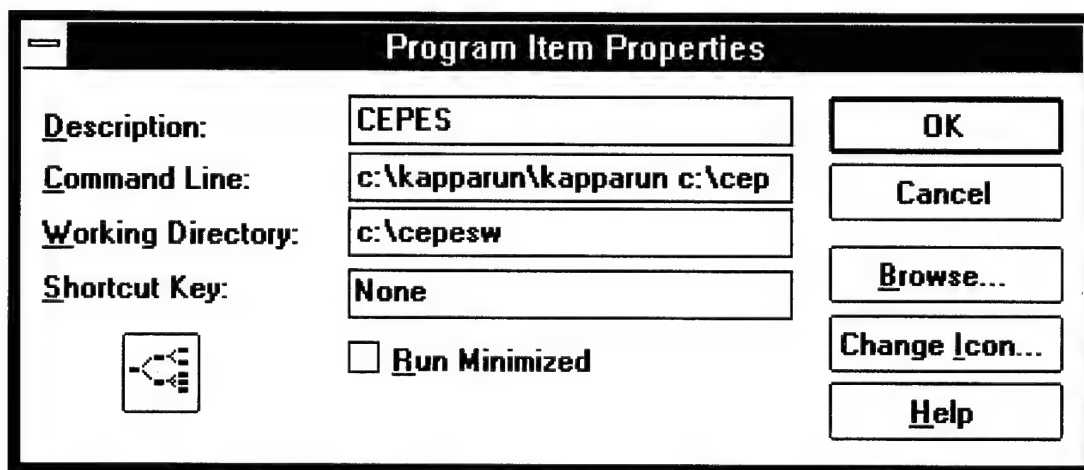 Program Item Properties
Description: CEPES
Command Line: c:\kapparun\kapparun c:\cep
Working Directory: c:\cepesw
Shortcut Key: None
Run Minimized
OK
Cancel
Browse...
Change Icon...
Help